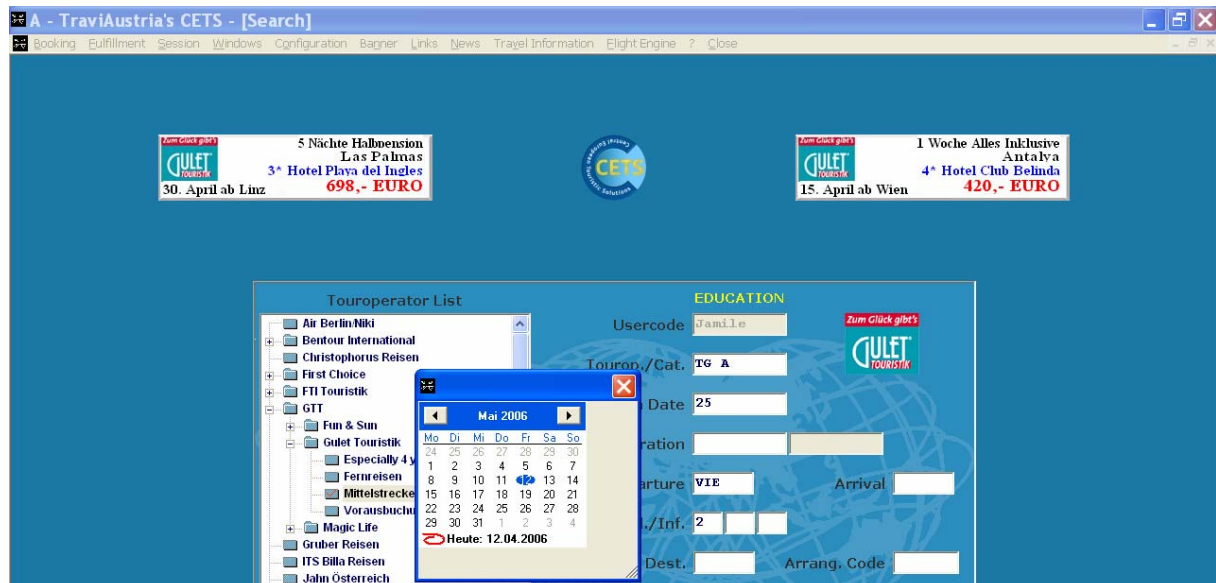 A - TraviAustria's CETS - [Search]
Booking Fulfillment Session Windows Configuration Banner Links News Travel Information Flight Engine ? Close
Zum Glück gibt's
GULET
TOURISTIK
5 Nächte Halbpension
Las Palmas
3* Hotel Playa del Ingles
30. April ab Linz 698,- EURO
Central European
CETS
Touristic Solutions
Zum Glück gibt's
GULET
TOURISTIK
1 Woche Alles Inklusive
Antalya
4* Hotel Club Belinda
15. April ab Wien 420,- EURO
Touroperator List
Air Berlin/Niki
Bentour International
Christophorus Reisen
First Choice
FTI Touristik
GTT
Fun & Sun
Gulet Touristik
Especially 4 y
Fernreisen
Mittelstrecke
Vorausbuchu
Magic Life
Gruber Reisen
ITS Billa Reisen
Jahn Österreich
Mai 2006
Mo Di Mi Do Fr Sa So
24 25 26 27 28 29 30
1 2 3 4 5 6 7
8 9 10 11 12 13 14
15 16 17 18 19 20 21
22 23 24 25 26 27 28
29 30 31 1 2 3 4
Heute: 12.04.2006
EDUCATION
Usercode Jamile
Tourop./Cat. TG A
Date 25
ration
arture VIE Arrival
./Inf. 2
Dest. Arrang. Code
Zum Glück gibt's
GULET
TOURISTIK